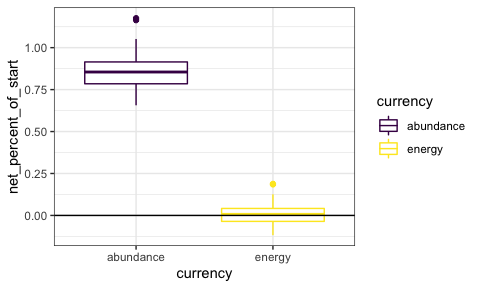 net_percent_of_start
1.00
0.75
0.50
0.25
0.00
abundance
energy
currency
currency
abundance
energy